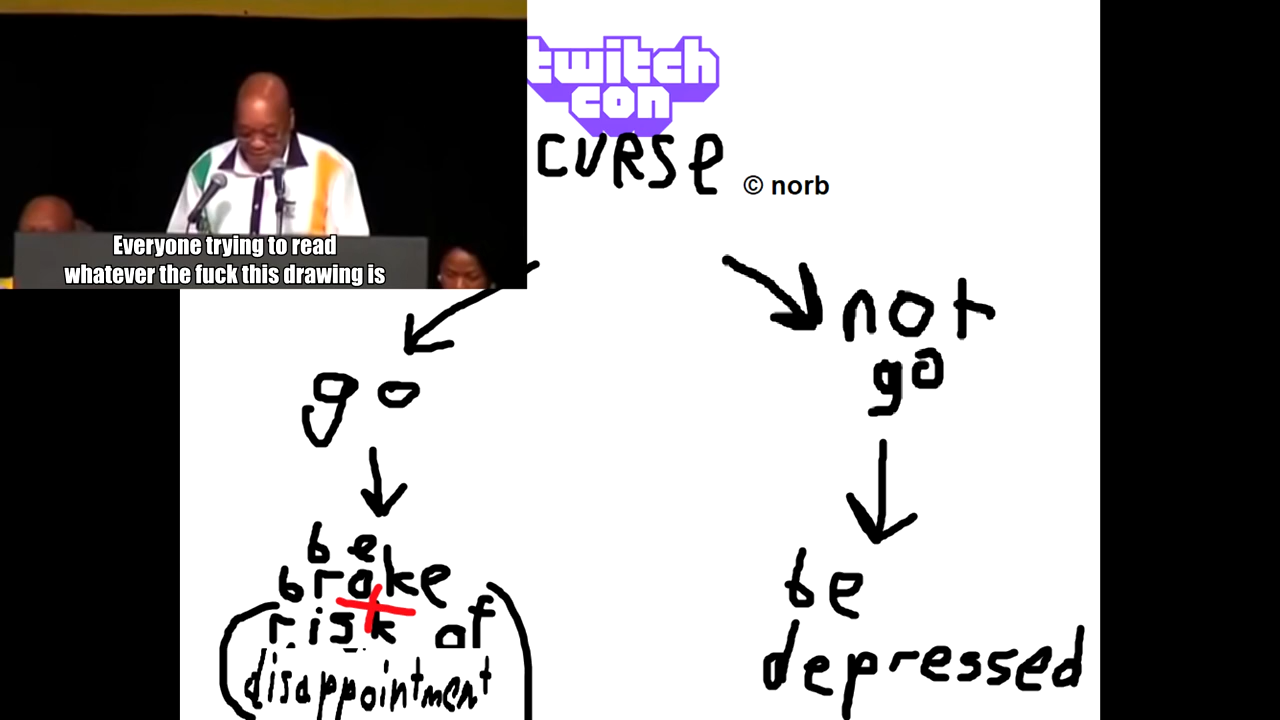 twitch
con
CURSe
© norb
Everyone trying to read
whatever the fuck this drawing is
go
not
go
be
brake
+
risk of
(disappointment)
be
depressed